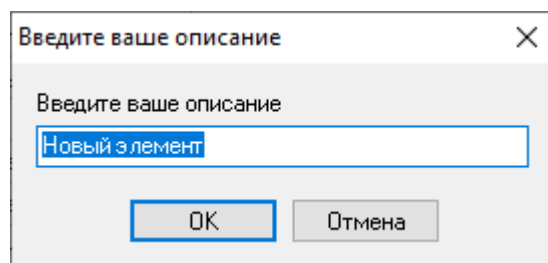 Введите ваше описание
Введите ваше описание
Новый элемент
OK
Отмена